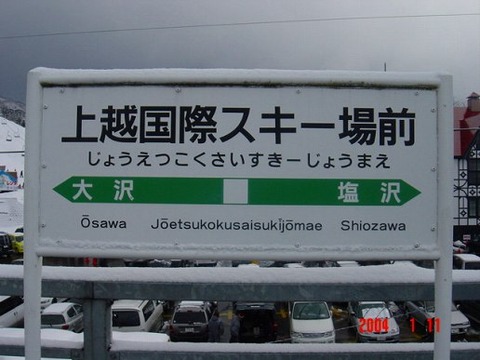 上越国際スキー場前
じょうえつこくさいすきーじょうまえ
大沢 塩沢
Ōsawa Jōetsukokusaisukījōmae Shiozawa
2004 1 11